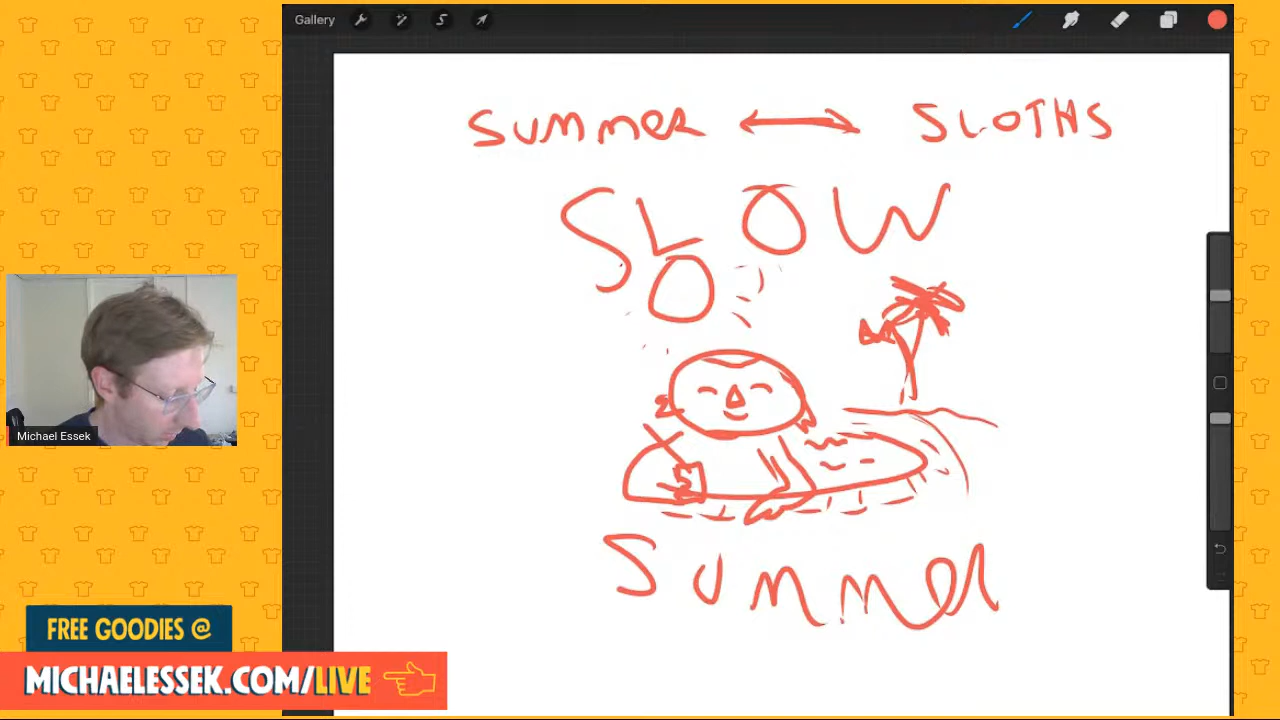 Gallery
SUMMER SLOTHS
SLOW
SUMMER
Michael Essek
FREE GOODIES @
MICHAELESSEK.COM/LIVE